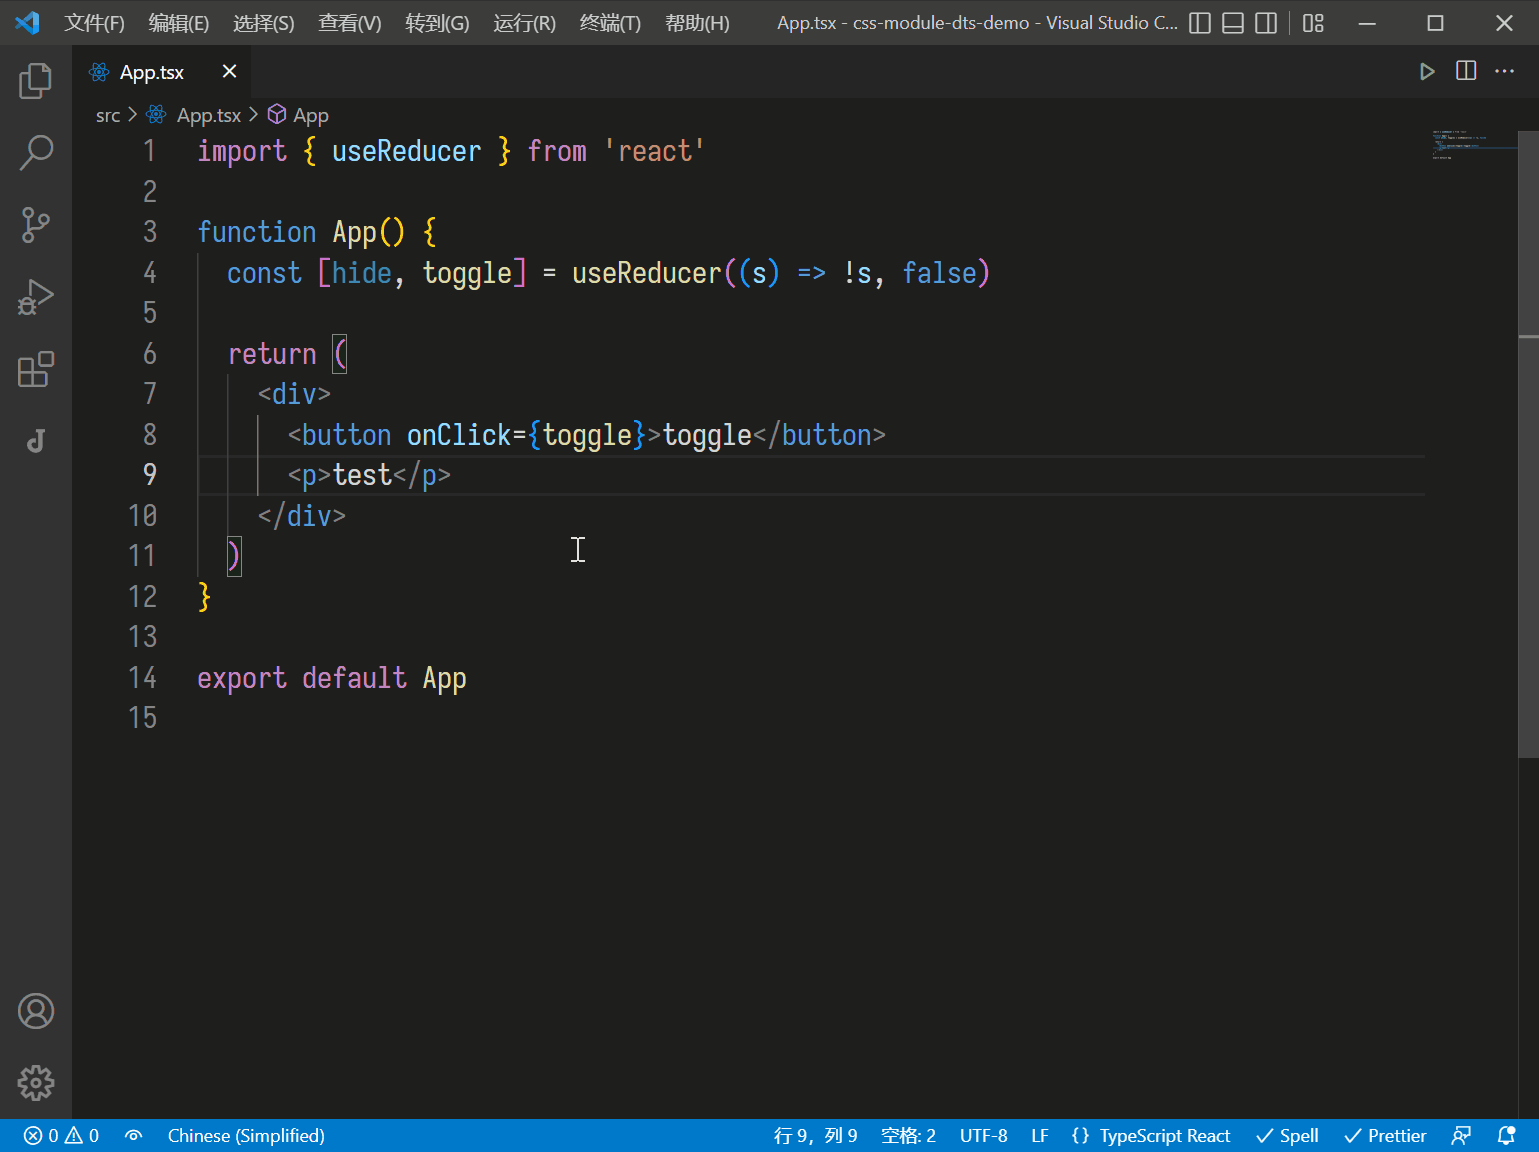 文件(F) 编辑(E) 选择(S) 查看(V) 转到(G) 运行(R) 终端(T) 帮助(H) App.tsx - css-module-dts-demo - Visual Studio C...
App.tsx
src > App.tsx > App
1 import { useReducer } from 'react'
2
3 function App() {
4 const [hide, toggle] = useReducer((s) => !s, false)
5
6 return (
7 <div>
8 <button onClick={toggle}>toggle</button>
9 <p>test</p>
10 </div>
11 )
12 }
13
14 export default App
15
0 0 Chinese (Simplified) 行 9，列 9 空格: 2 UTF-8 LF {} TypeScript React Spell Prettier